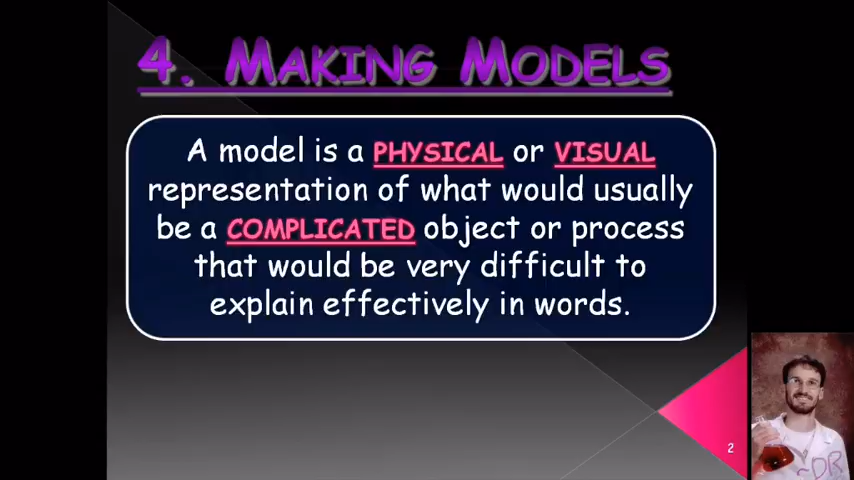 4. MAKING MODELS
A model is a PHYSICAL or VISUAL
representation of what would usually
be a COMPLICATED object or process
that would be very difficult to
explain effectively in words.
2
~DR